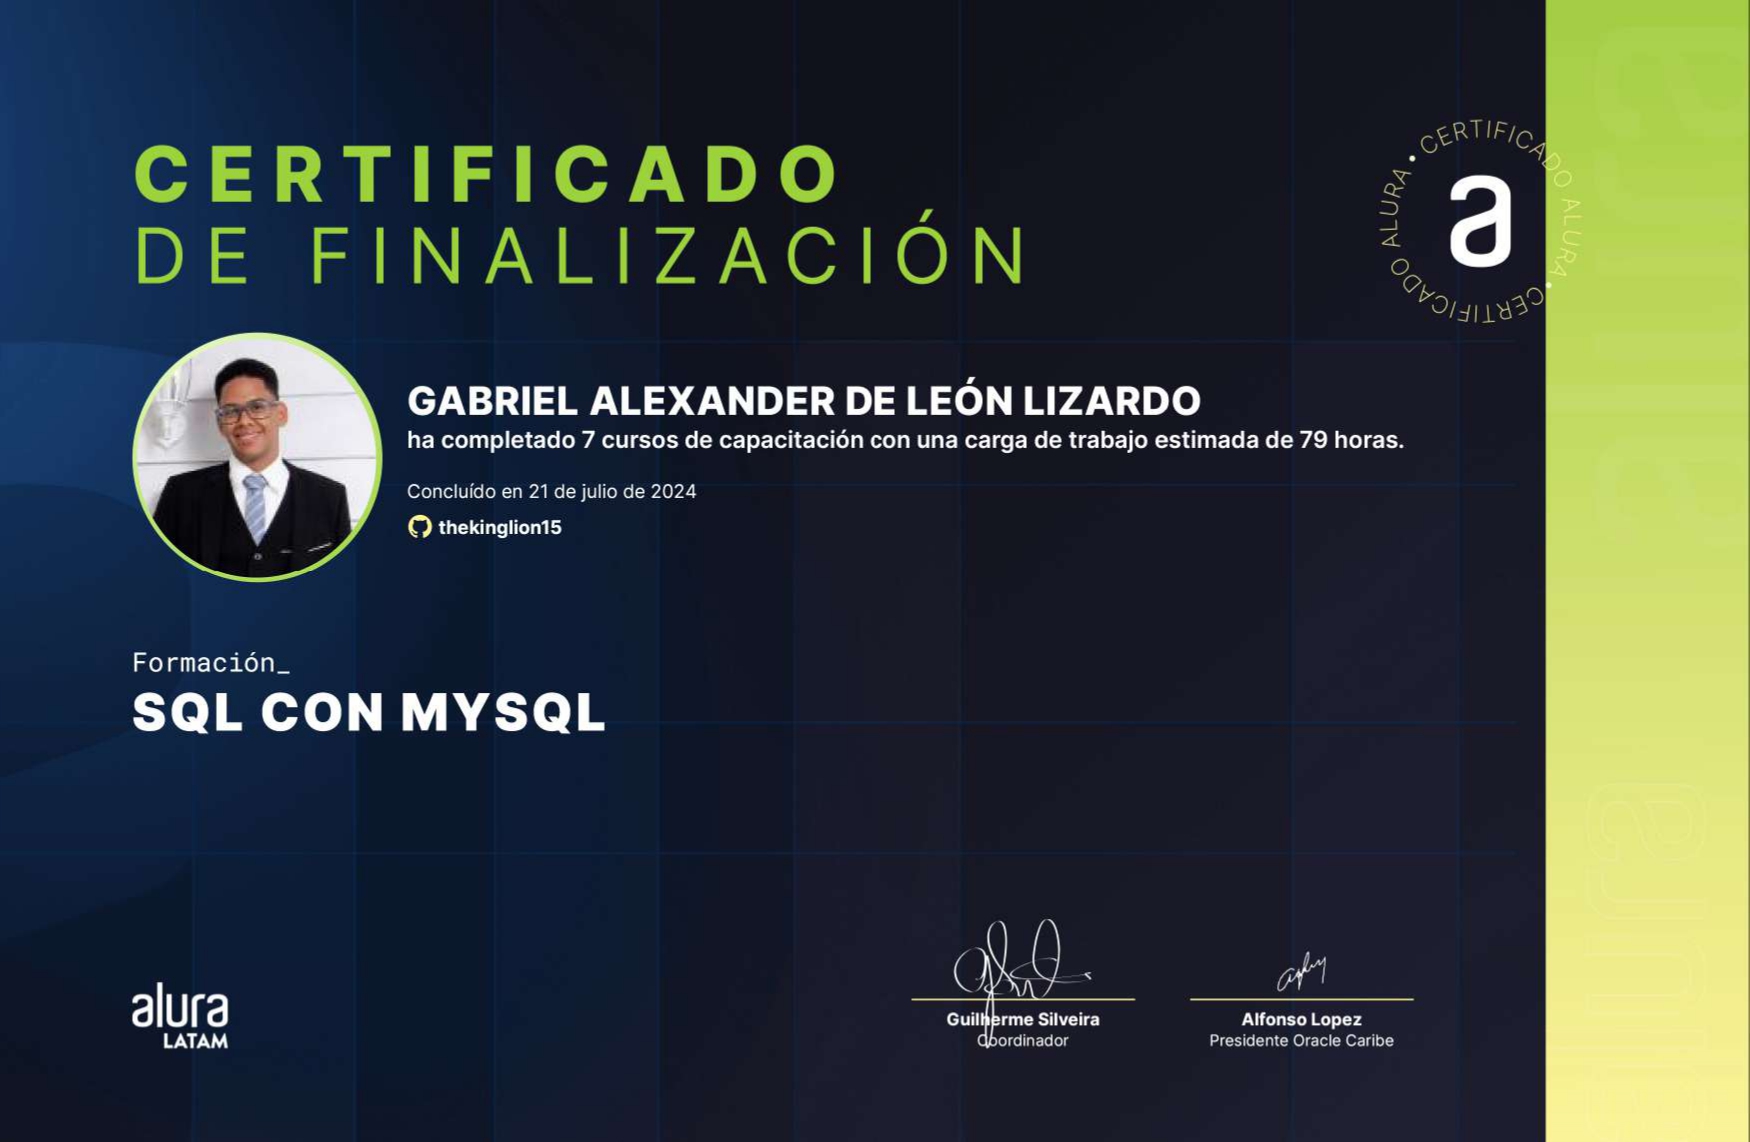 CERTIFICADO
DE FINALIZACIÓN
CERTIFICADO ALURA • CERTIFICADO ALURA •
a
GABRIEL ALEXANDER DE LEÓN LIZARDO
ha completado 7 cursos de capacitación con una carga de trabajo estimada de 79 horas.
Concluído en 21 de julio de 2024
thekinglion15
Formación_
SQL CON MYSQL
alura
LATAM
Guilherme Silveira
Coordinador
Alfonso Lopez
Presidente Oracle Caribe
alura
alura